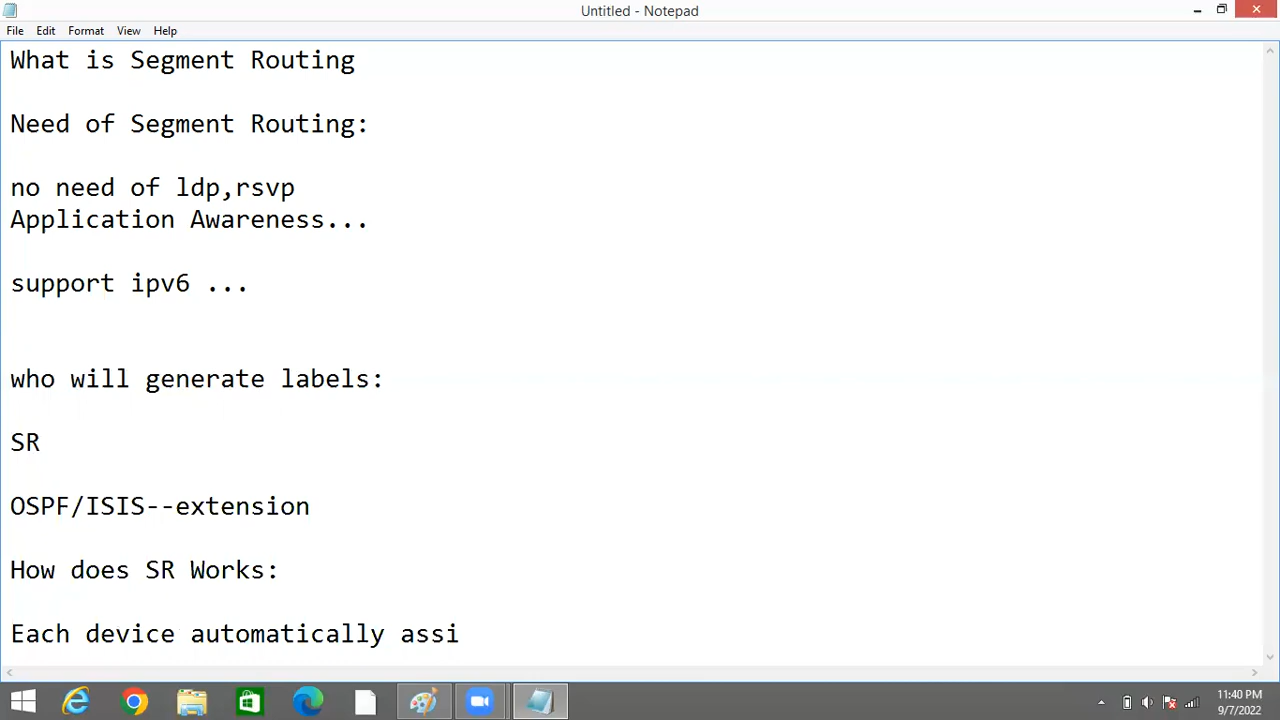 Untitled - Notepad
File Edit Format View Help
What is Segment Routing
Need of Segment Routing:
no need of ldp,rsvp
Application Awareness...
support ipv6 ...
who will generate labels:
SR
OSPF/ISIS--extension
How does SR Works:
Each device automatically assi
11:40 PM
9/7/2022